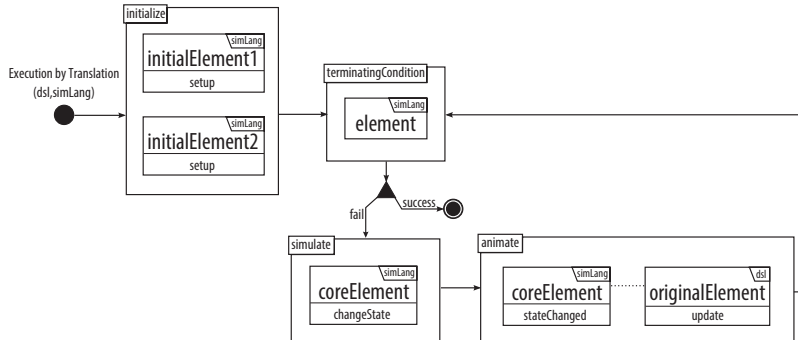 initialize
simLang
initialElement1
setup
Execution by Translation
(dsl,simLang)
simLang
initialElement2
setup
terminatingCondition
simLang
element
fail
success
simulate
simLang
coreElement
changeState
animate
simLang
coreElement
stateChanged
dsl
originalElement
update